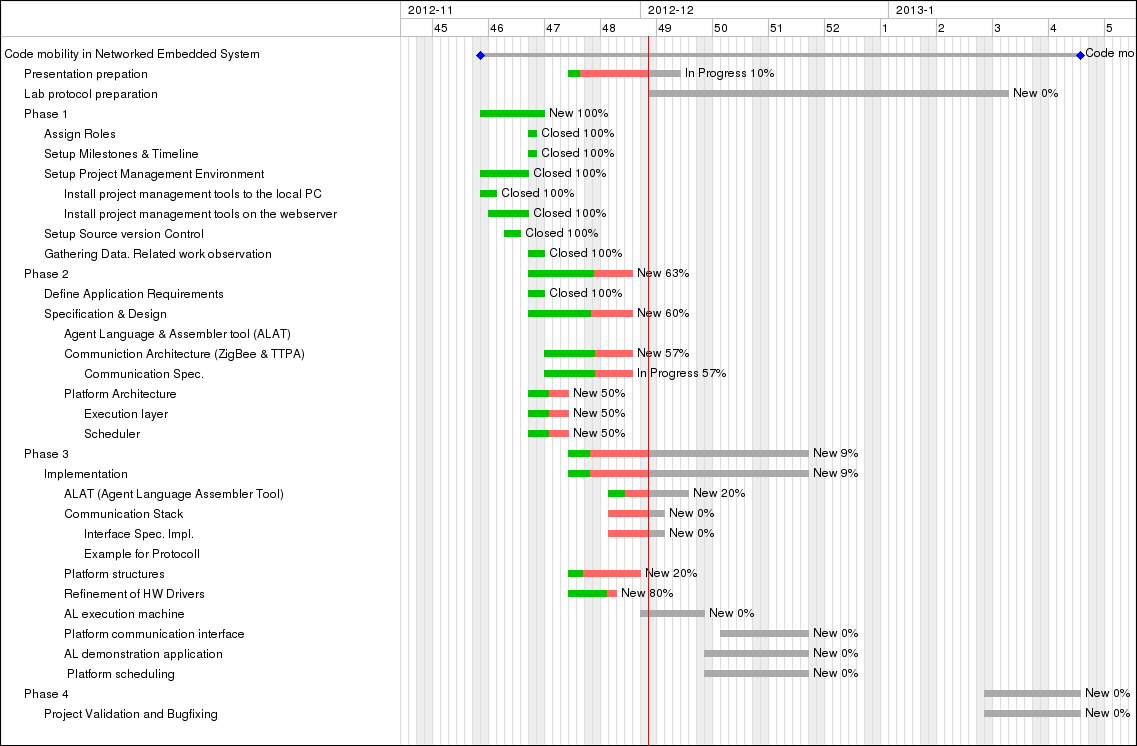 2012-11 2012-12 2013-1
45 46 47 48 49 50 51 52 1 2 3 4 5
Code mobility in Networked Embedded System Code mo
Presentation prepation In Progress 10%
Lab protocol preparation New 0%
Phase 1 New 100%
Assign Roles Closed 100%
Setup Milestones & Timeline Closed 100%
Setup Project Management Environment Closed 100%
Install project management tools to the local PC Closed 100%
Install project management tools on the webserver Closed 100%
Setup Source version Control Closed 100%
Gathering Data. Related work observation Closed 100%
Phase 2 New 63%
Define Application Requirements Closed 100%
Specification & Design New 60%
Agent Language & Assembler tool (ALAT)
Communiction Architecture (ZigBee & TTPA) New 57%
Communication Spec. In Progress 57%
Platform Architecture New 50%
Execution layer New 50%
Scheduler New 50%
Phase 3 New 9%
Implementation New 9%
ALAT (Agent Language Assembler Tool) New 20%
Communication Stack New 0%
Interface Spec. Impl. New 0%
Example for Protocoll
Platform structures New 20%
Refinement of HW Drivers New 80%
AL execution machine New 0%
Platform communication interface New 0%
AL demonstration application New 0%
Platform scheduling New 0%
Phase 4 New 0%
Project Validation and Bugfixing New 0%